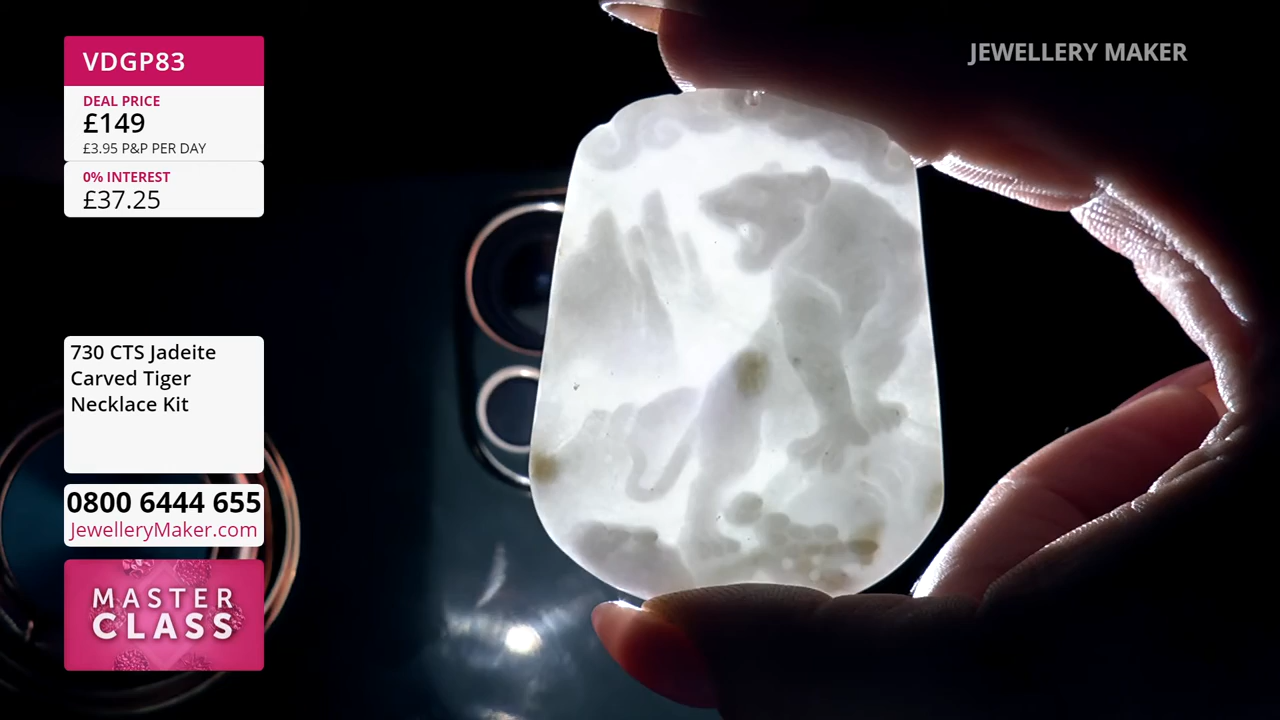 VDGP83
DEAL PRICE
£149
£3.95 P&P PER DAY
0% INTEREST
£37.25
JEWELLERY MAKER
730 CTS Jadeite
Carved Tiger
Necklace Kit
0800 6444 655
JewelleryMaker.com
MASTER
CLASS